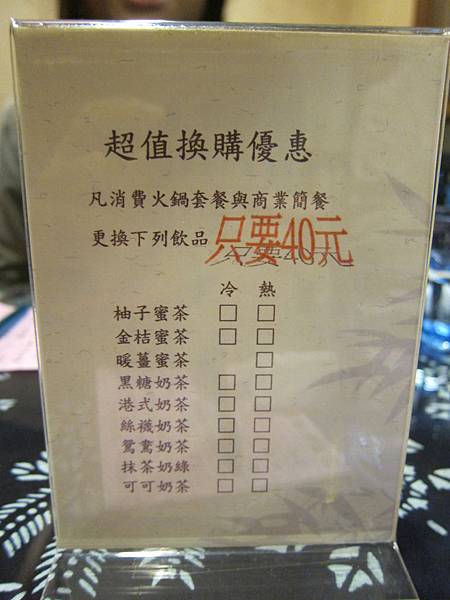 超值換購優惠
凡消費火鍋套餐與商業簡餐
更換下列飲品 只要40元
冷 熱
柚子蜜茶 □ □
金桔蜜茶 □ □
暖薑蜜茶 □
黑糖奶茶 □ □
港式奶茶 □ □
絲襪奶茶 □ □
鴛鴦奶茶 □ □
抹茶奶綠 □ □
可可奶茶 □ □